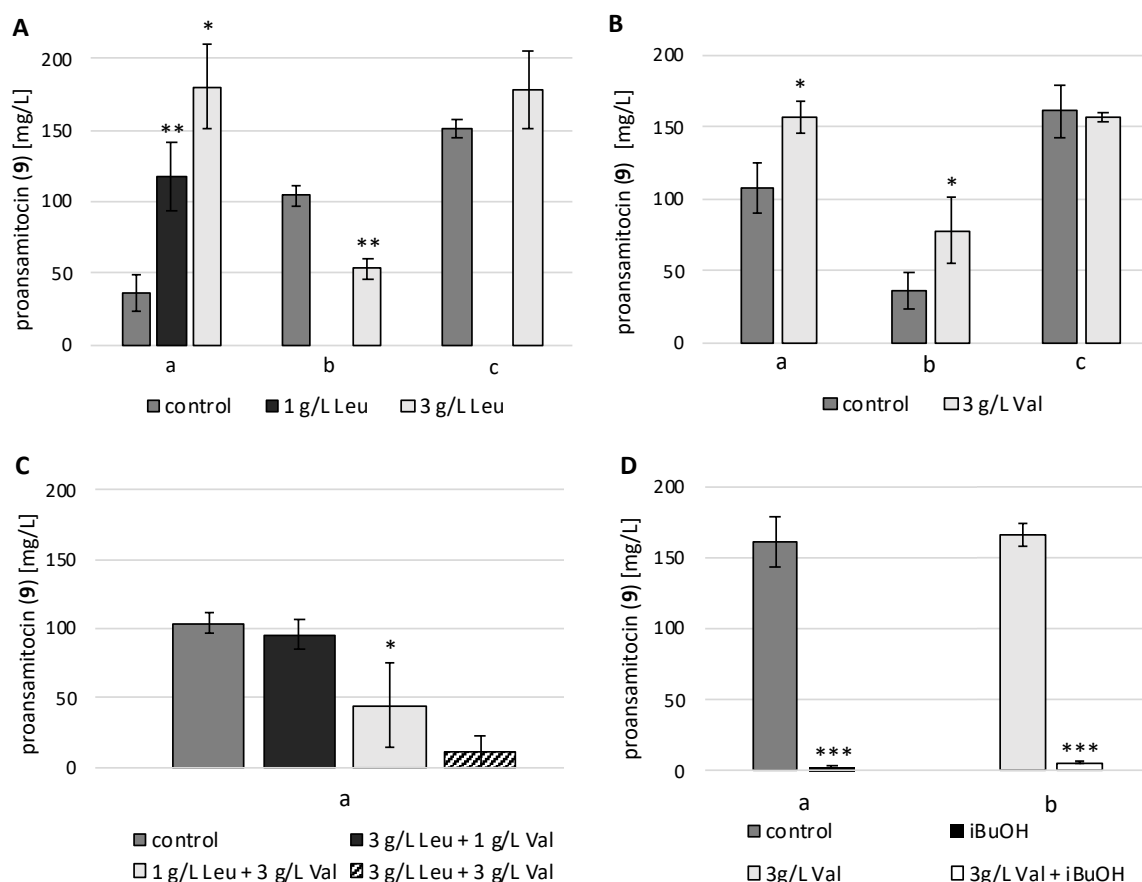 A
proansamitocin (9) [mg/L]
200
150
100
50
0
*
**
**
a b c
control 1 g/L Leu 3 g/L Leu
B
proansamitocin (9) [mg/L]
200
150
100
50
0
*
*
a b c
control 3 g/L Val
C
proansamitocin (9) [mg/L]
200
150
100
50
0
*
a
control 3 g/L Leu + 1 g/L Val
1 g/L Leu + 3 g/L Val 3 g/L Leu + 3 g/L Val
D
proansamitocin (9) [mg/L]
200
150
100
50
0
*** ***
a b
control iBuOH
3g/L Val 3g/L Val + iBuOH